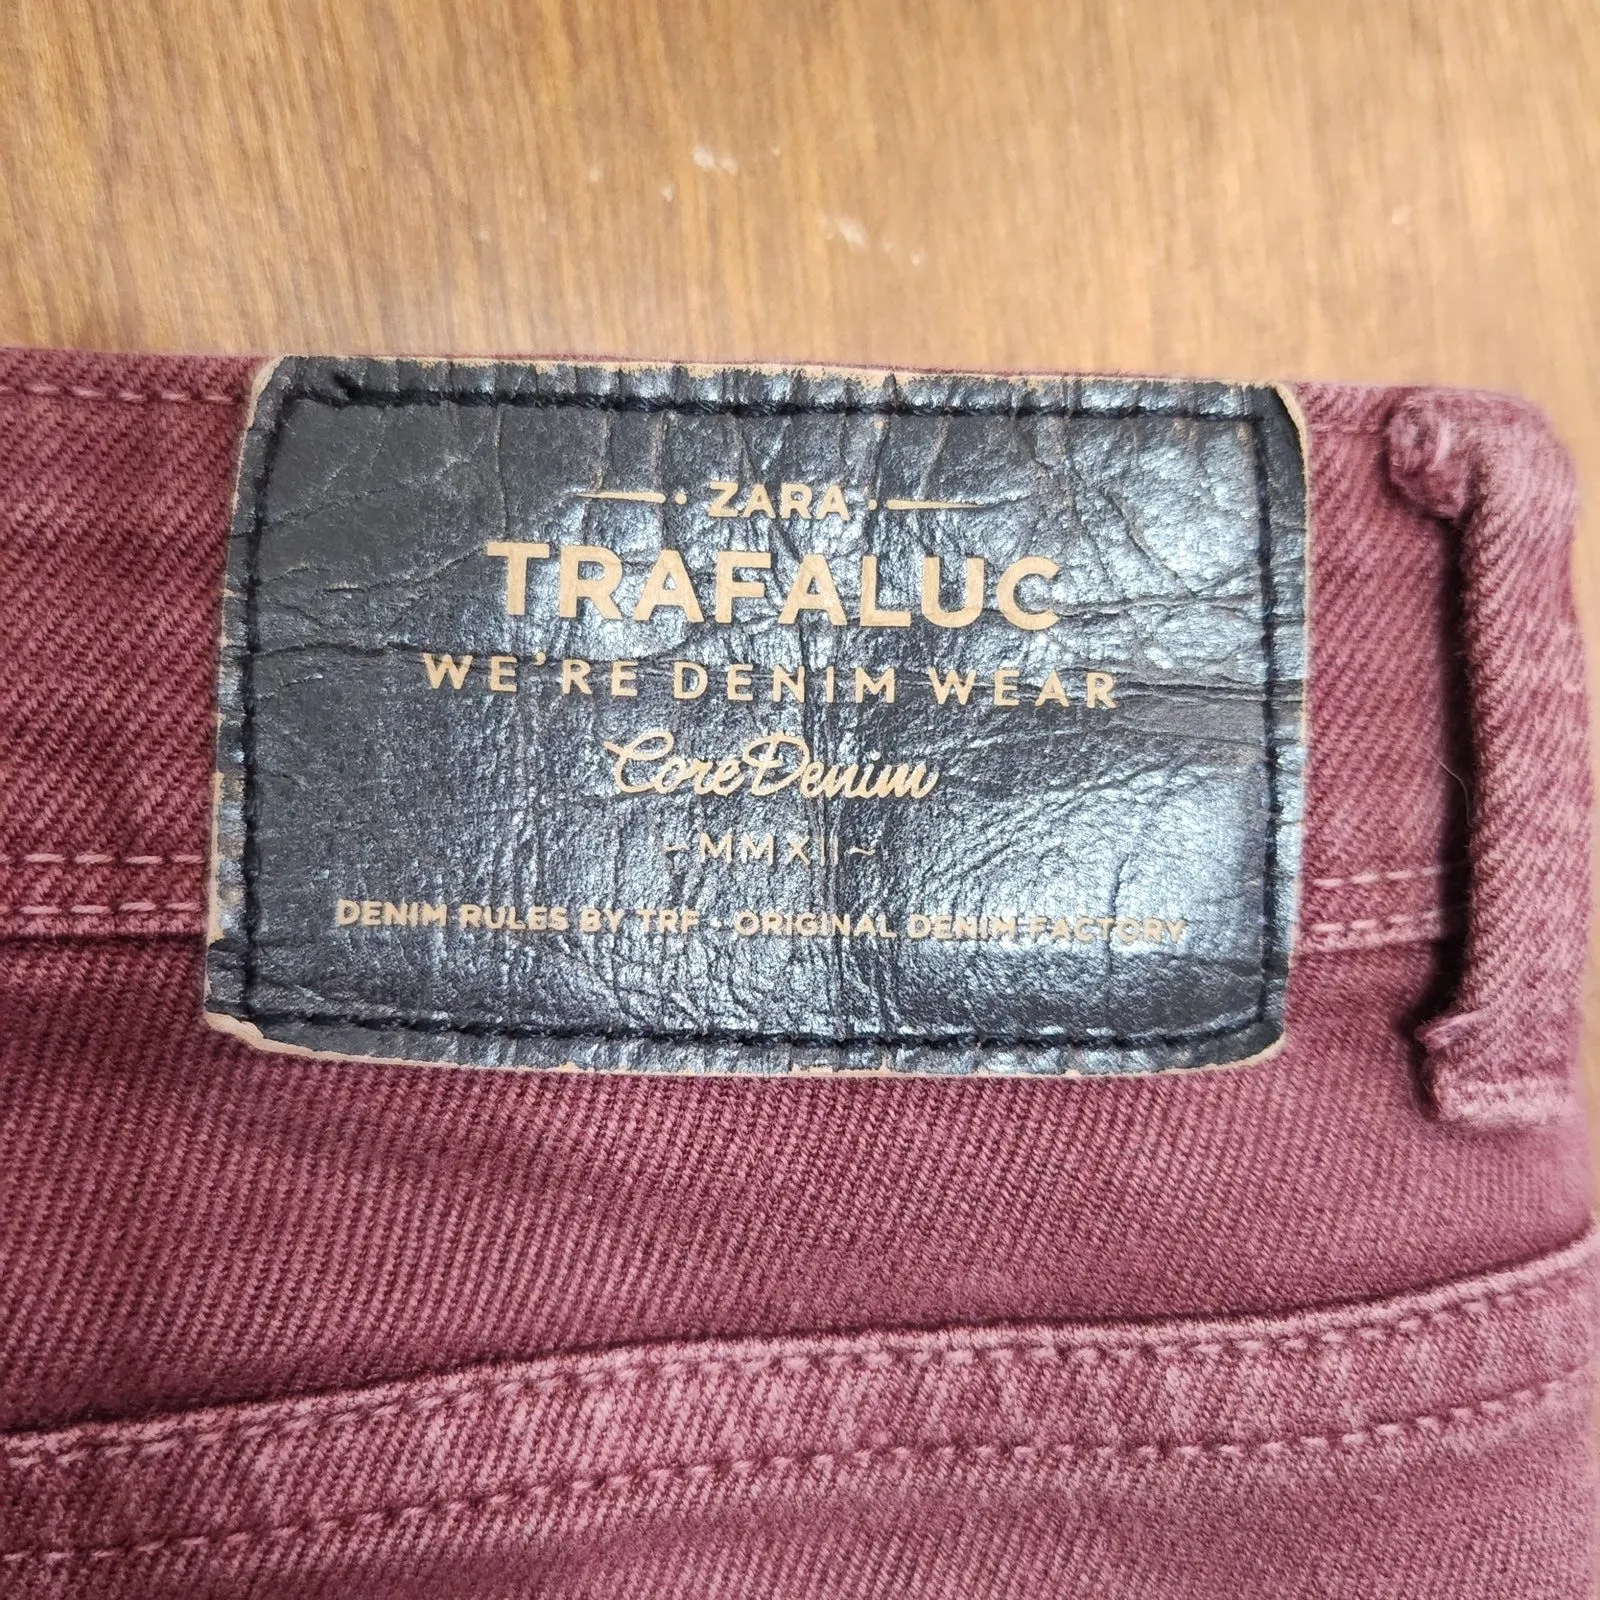 ZARA
TRAFALUC
WE'RE DENIM WEAR
Core Denim
~MMXII~
DENIM RULES BY TRF · ORIGINAL DENIM FACTORY